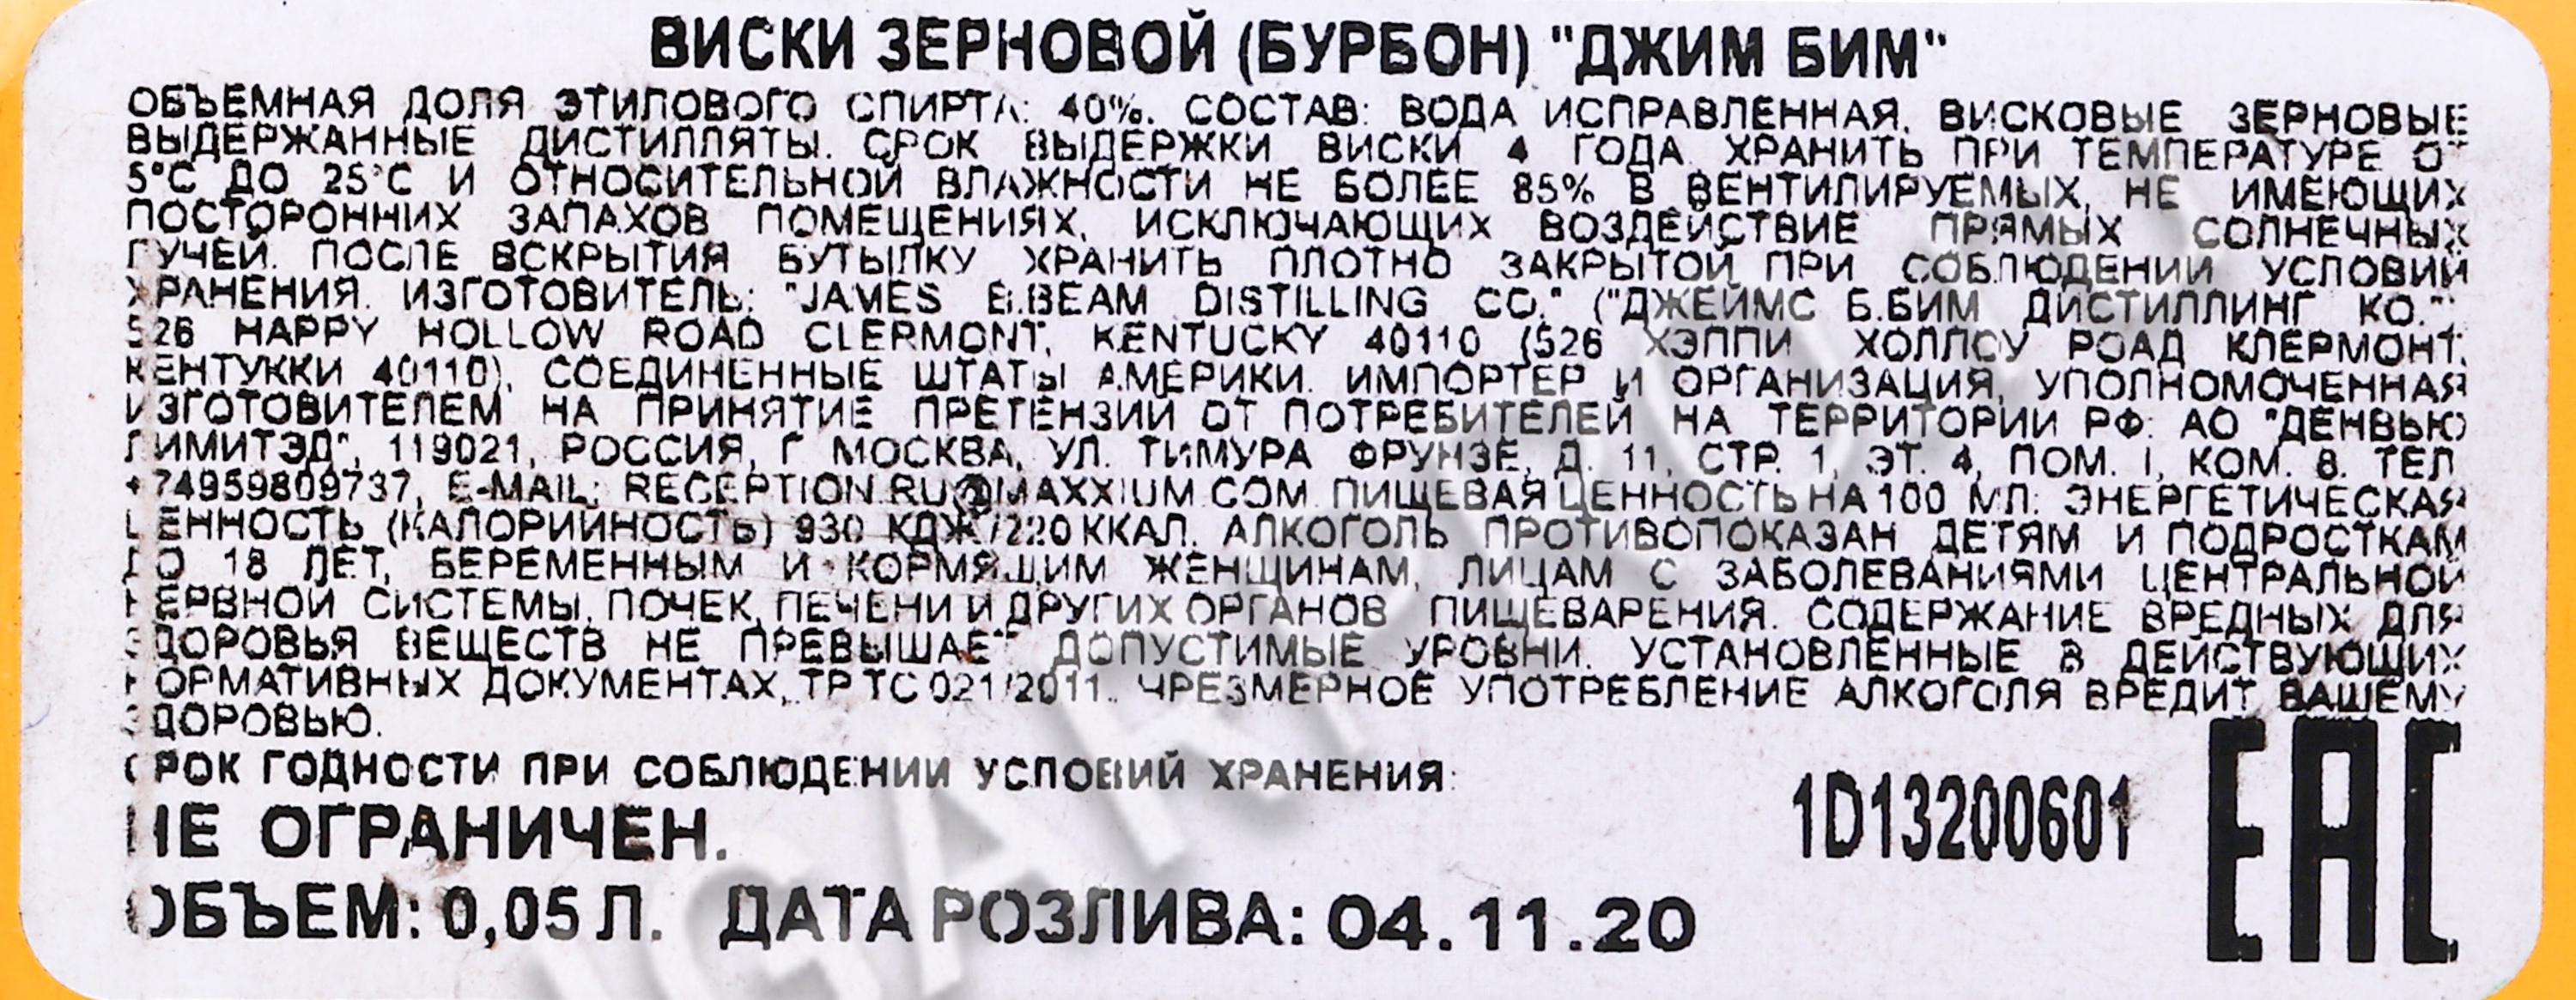 ВИСКИ ЗЕРНОВОЙ (БУРБОН) "ДЖИМ БИМ"
ОБЪЕМНАЯ ДОЛЯ ЭТИЛОВОГО СПИРТА: 40%. СОСТАВ: ВОДА ИСПРАВЛЕННАЯ, ВИСКОВЫЕ ЗЕРНОВЫЕ
ВЫДЕРЖАННЫЕ ДИСТИЛЛЯТЫ. СРОК ВЫДЕРЖКИ ВИСКИ 4 ГОДА. ХРАНИТЬ ПРИ ТЕМПЕРАТУРЕ ОТ
5°С ДО 25°С И ОТНОСИТЕЛЬНОЙ ВЛАЖНОСТИ НЕ БОЛЕЕ 85% В ВЕНТИЛИРУЕМЫХ, НЕ ИМЕЮЩИХ
ПОСТОРОННИХ ЗАПАХОВ ПОМЕЩЕНИЯХ, ИСКЛЮЧАЮЩИХ ВОЗДЕЙСТВИЕ ПРЯМЫХ СОЛНЕЧНЫХ
ЛУЧЕЙ. ПОСЛЕ ВСКРЫТИЯ БУТЫЛКУ ХРАНИТЬ ПЛОТНО ЗАКРЫТОЙ ПРИ СОБЛЮДЕНИИ УСЛОВИЙ
ХРАНЕНИЯ. ИЗГОТОВИТЕЛЬ: "JAMES B.BEAM DISTILLING CO." ("ДЖЕЙМС Б.БИМ ДИСТИЛЛИНГ КО."),
526 HAPPY HOLLOW ROAD CLERMONT, KENTUCKY 40110 (526 ХЭППИ ХОЛЛОУ РОАД КЛЕРМОНТ,
КЕНТУККИ 40110), СОЕДИНЕННЫЕ ШТАТЫ АМЕРИКИ. ИМПОРТЕР И ОРГАНИЗАЦИЯ, УПОЛНОМОЧЕННАЯ
ИЗГОТОВИТЕЛЕМ НА ПРИНЯТИЕ ПРЕТЕНЗИЙ ОТ ПОТРЕБИТЕЛЕЙ НА ТЕРРИТОРИИ РФ: АО "ДЕНВЬЮ
ЛИМИТЭД", 119021, РОССИЯ, Г. МОСКВА, УЛ. ТИМУРА ФРУНЗЕ, Д. 11, СТР. 1, ЭТ. 4, ПОМ. I, КОМ. 8. ТЕЛ.
+74959809737, E-MAIL: RECEPTION.RU@MAXXIUM.COM. ПИЩЕВАЯ ЦЕННОСТЬ НА 100 МЛ: ЭНЕРГЕТИЧЕСКАЯ
ЦЕННОСТЬ (КАЛОРИЙНОСТЬ) 930 КДЖ/220 ККАЛ. АЛКОГОЛЬ ПРОТИВОПОКАЗАН ДЕТЯМ И ПОДРОСТКАМ
ДО 18 ЛЕТ, БЕРЕМЕННЫМ И КОРМЯЩИМ ЖЕНЩИНАМ, ЛИЦАМ С ЗАБОЛЕВАНИЯМИ ЦЕНТРАЛЬНОЙ
НЕРВНОЙ СИСТЕМЫ, ПОЧЕК, ПЕЧЕНИ И ДРУГИХ ОРГАНОВ ПИЩЕВАРЕНИЯ. СОДЕРЖАНИЕ ВРЕДНЫХ ДЛЯ
ЗДОРОВЬЯ ВЕЩЕСТВ НЕ ПРЕВЫШАЕТ ДОПУСТИМЫЕ УРОВНИ, УСТАНОВЛЕННЫЕ В ДЕЙСТВУЮЩИХ
НОРМАТИВНЫХ ДОКУМЕНТАХ, ТР ТС 021/2011. ЧРЕЗМЕРНОЕ УПОТРЕБЛЕНИЕ АЛКОГОЛЯ ВРЕДИТ ВАШЕМУ
ЗДОРОВЬЮ.
СРОК ГОДНОСТИ ПРИ СОБЛЮДЕНИИ УСЛОВИЙ ХРАНЕНИЯ:
НЕ ОГРАНИЧЕН.
1D13200601
EAC
ОБЪЕМ: 0,05 Л. ДАТА РОЗЛИВА: 04.11.20